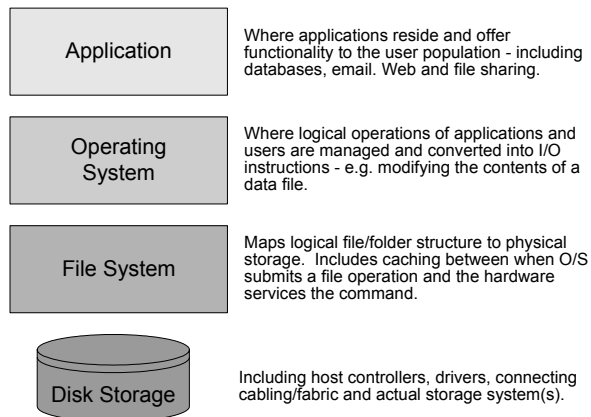 Application
Where applications reside and offer
functionality to the user population - including
databases, email. Web and file sharing.
Operating
System
Where logical operations of applications and
users are managed and converted into I/O
instructions - e.g. modifying the contents of a
data file.
File System
Maps logical file/folder structure to physical
storage.  Includes caching between when O/S
submits a file operation and the hardware
services the command.
Disk Storage
Including host controllers, drivers, connecting
cabling/fabric and actual storage system(s).